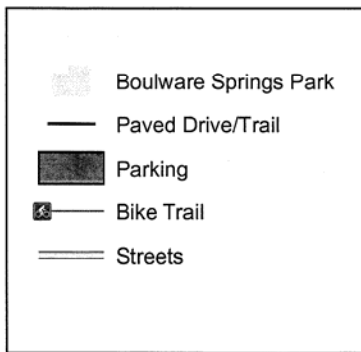 Boulware Springs Park
Paved Drive/Trail
Parking
Bike Trail
Streets